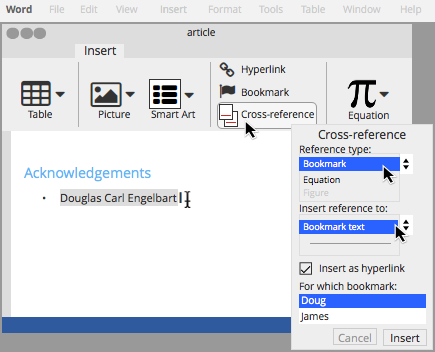 Word File Edit View Insert Format Tools Table Window Help
article
Insert
Table
Picture
Smart Art
Hyperlink
Bookmark
Cross-reference
π
Equation
Acknowledgements
• Douglas Carl Engelbart
Cross-reference
Reference type:
Bookmark
Equation
Figure
Insert reference to:
Bookmark text
Insert as hyperlink
For which bookmark:
Doug
James
Cancel Insert